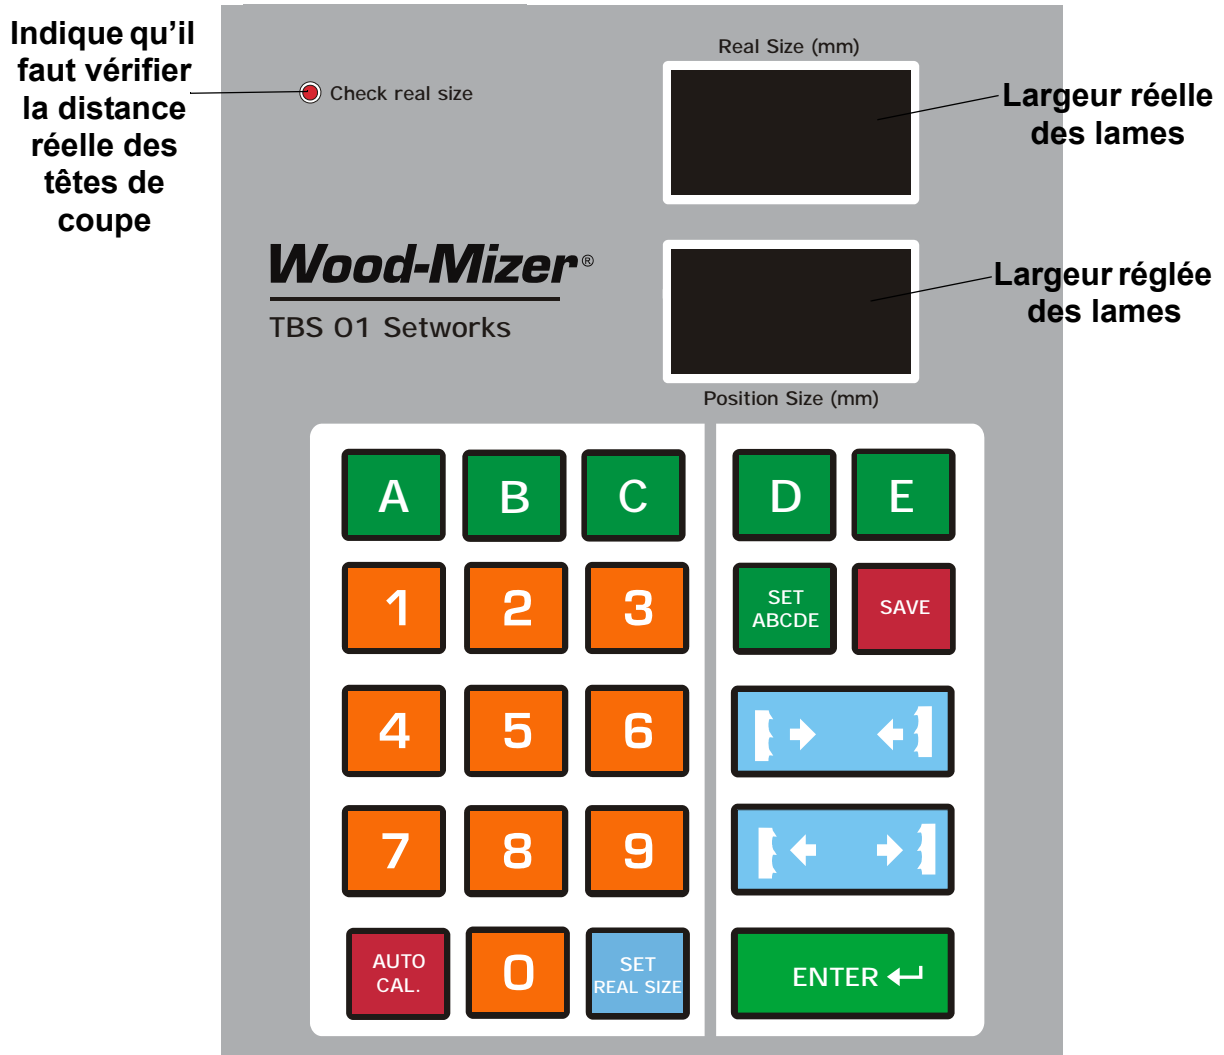 Indique qu’il
faut vérifier
la distance
réelle des
têtes de
coupe
Check real size
Real Size (mm)
Largeur réelle
des lames
Wood-Mizer®
TBS 01 Setworks
Largeur réglée
des lames
Position Size (mm)
A B C D E
1 2 3
SET
ABCDE
SAVE
4 5 6
7 8 9
AUTO
CAL.
0
SET
REAL SIZE
ENTER